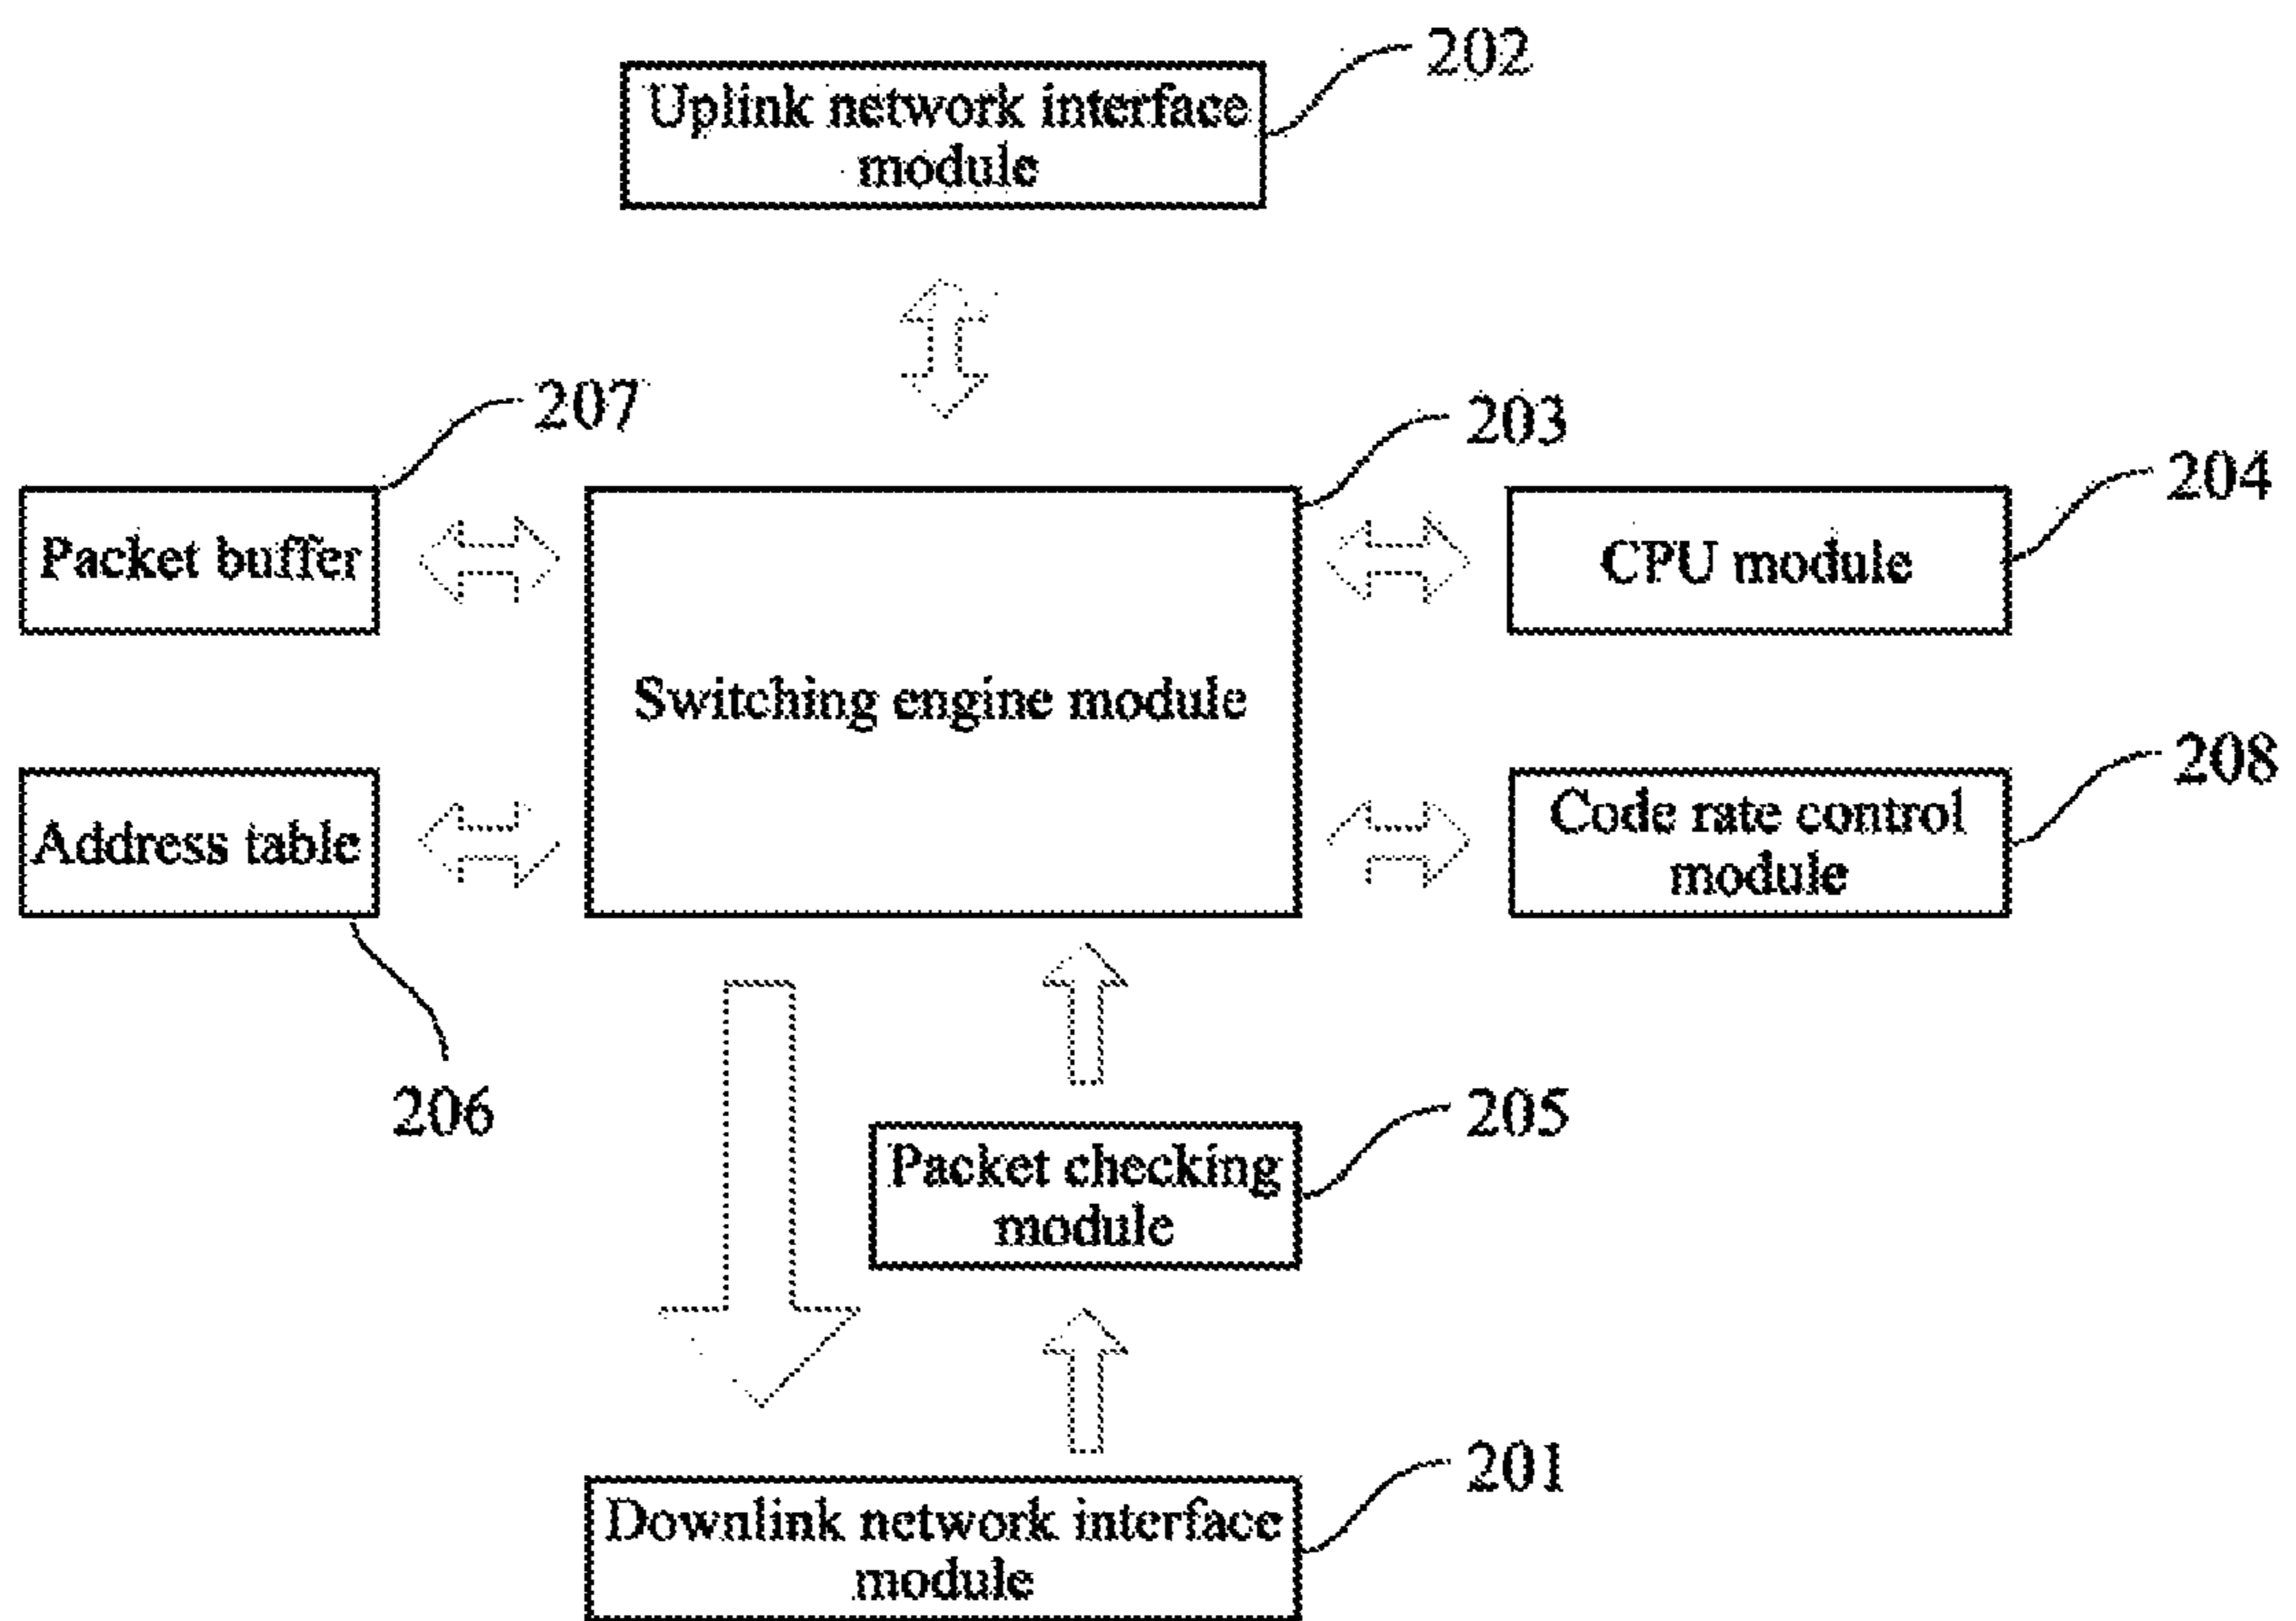 202
Uplink network interface
module
207
203
204
Packet buffer
CPU module
Switching engine module
208
Address table
Code rate control
module
206
205
Packet checking
module
201
Downlink network interface
module